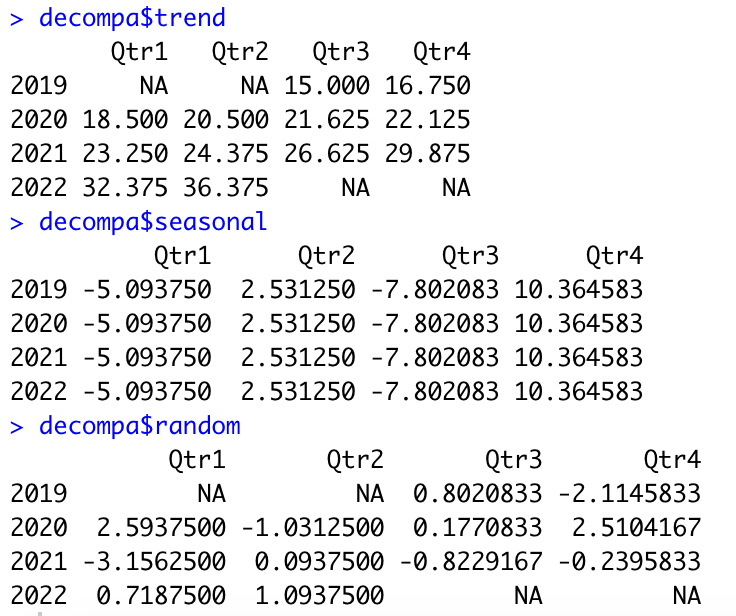 > decompa$trend
Qtr1 Qtr2 Qtr3 Qtr4
2019 NA NA 15.000 16.750
2020 18.500 20.500 21.625 22.125
2021 23.250 24.375 26.625 29.875
2022 32.375 36.375 NA NA
> decompa$seasonal
Qtr1 Qtr2 Qtr3 Qtr4
2019 -5.093750 2.531250 -7.802083 10.364583
2020 -5.093750 2.531250 -7.802083 10.364583
2021 -5.093750 2.531250 -7.802083 10.364583
2022 -5.093750 2.531250 -7.802083 10.364583
> decompa$random
Qtr1 Qtr2 Qtr3 Qtr4
2019 NA NA 0.8020833 -2.1145833
2020 2.5937500 -1.0312500 0.1770833 2.5104167
2021 -3.1562500 0.0937500 -0.8229167 -0.2395833
2022 0.7187500 1.0937500 NA NA